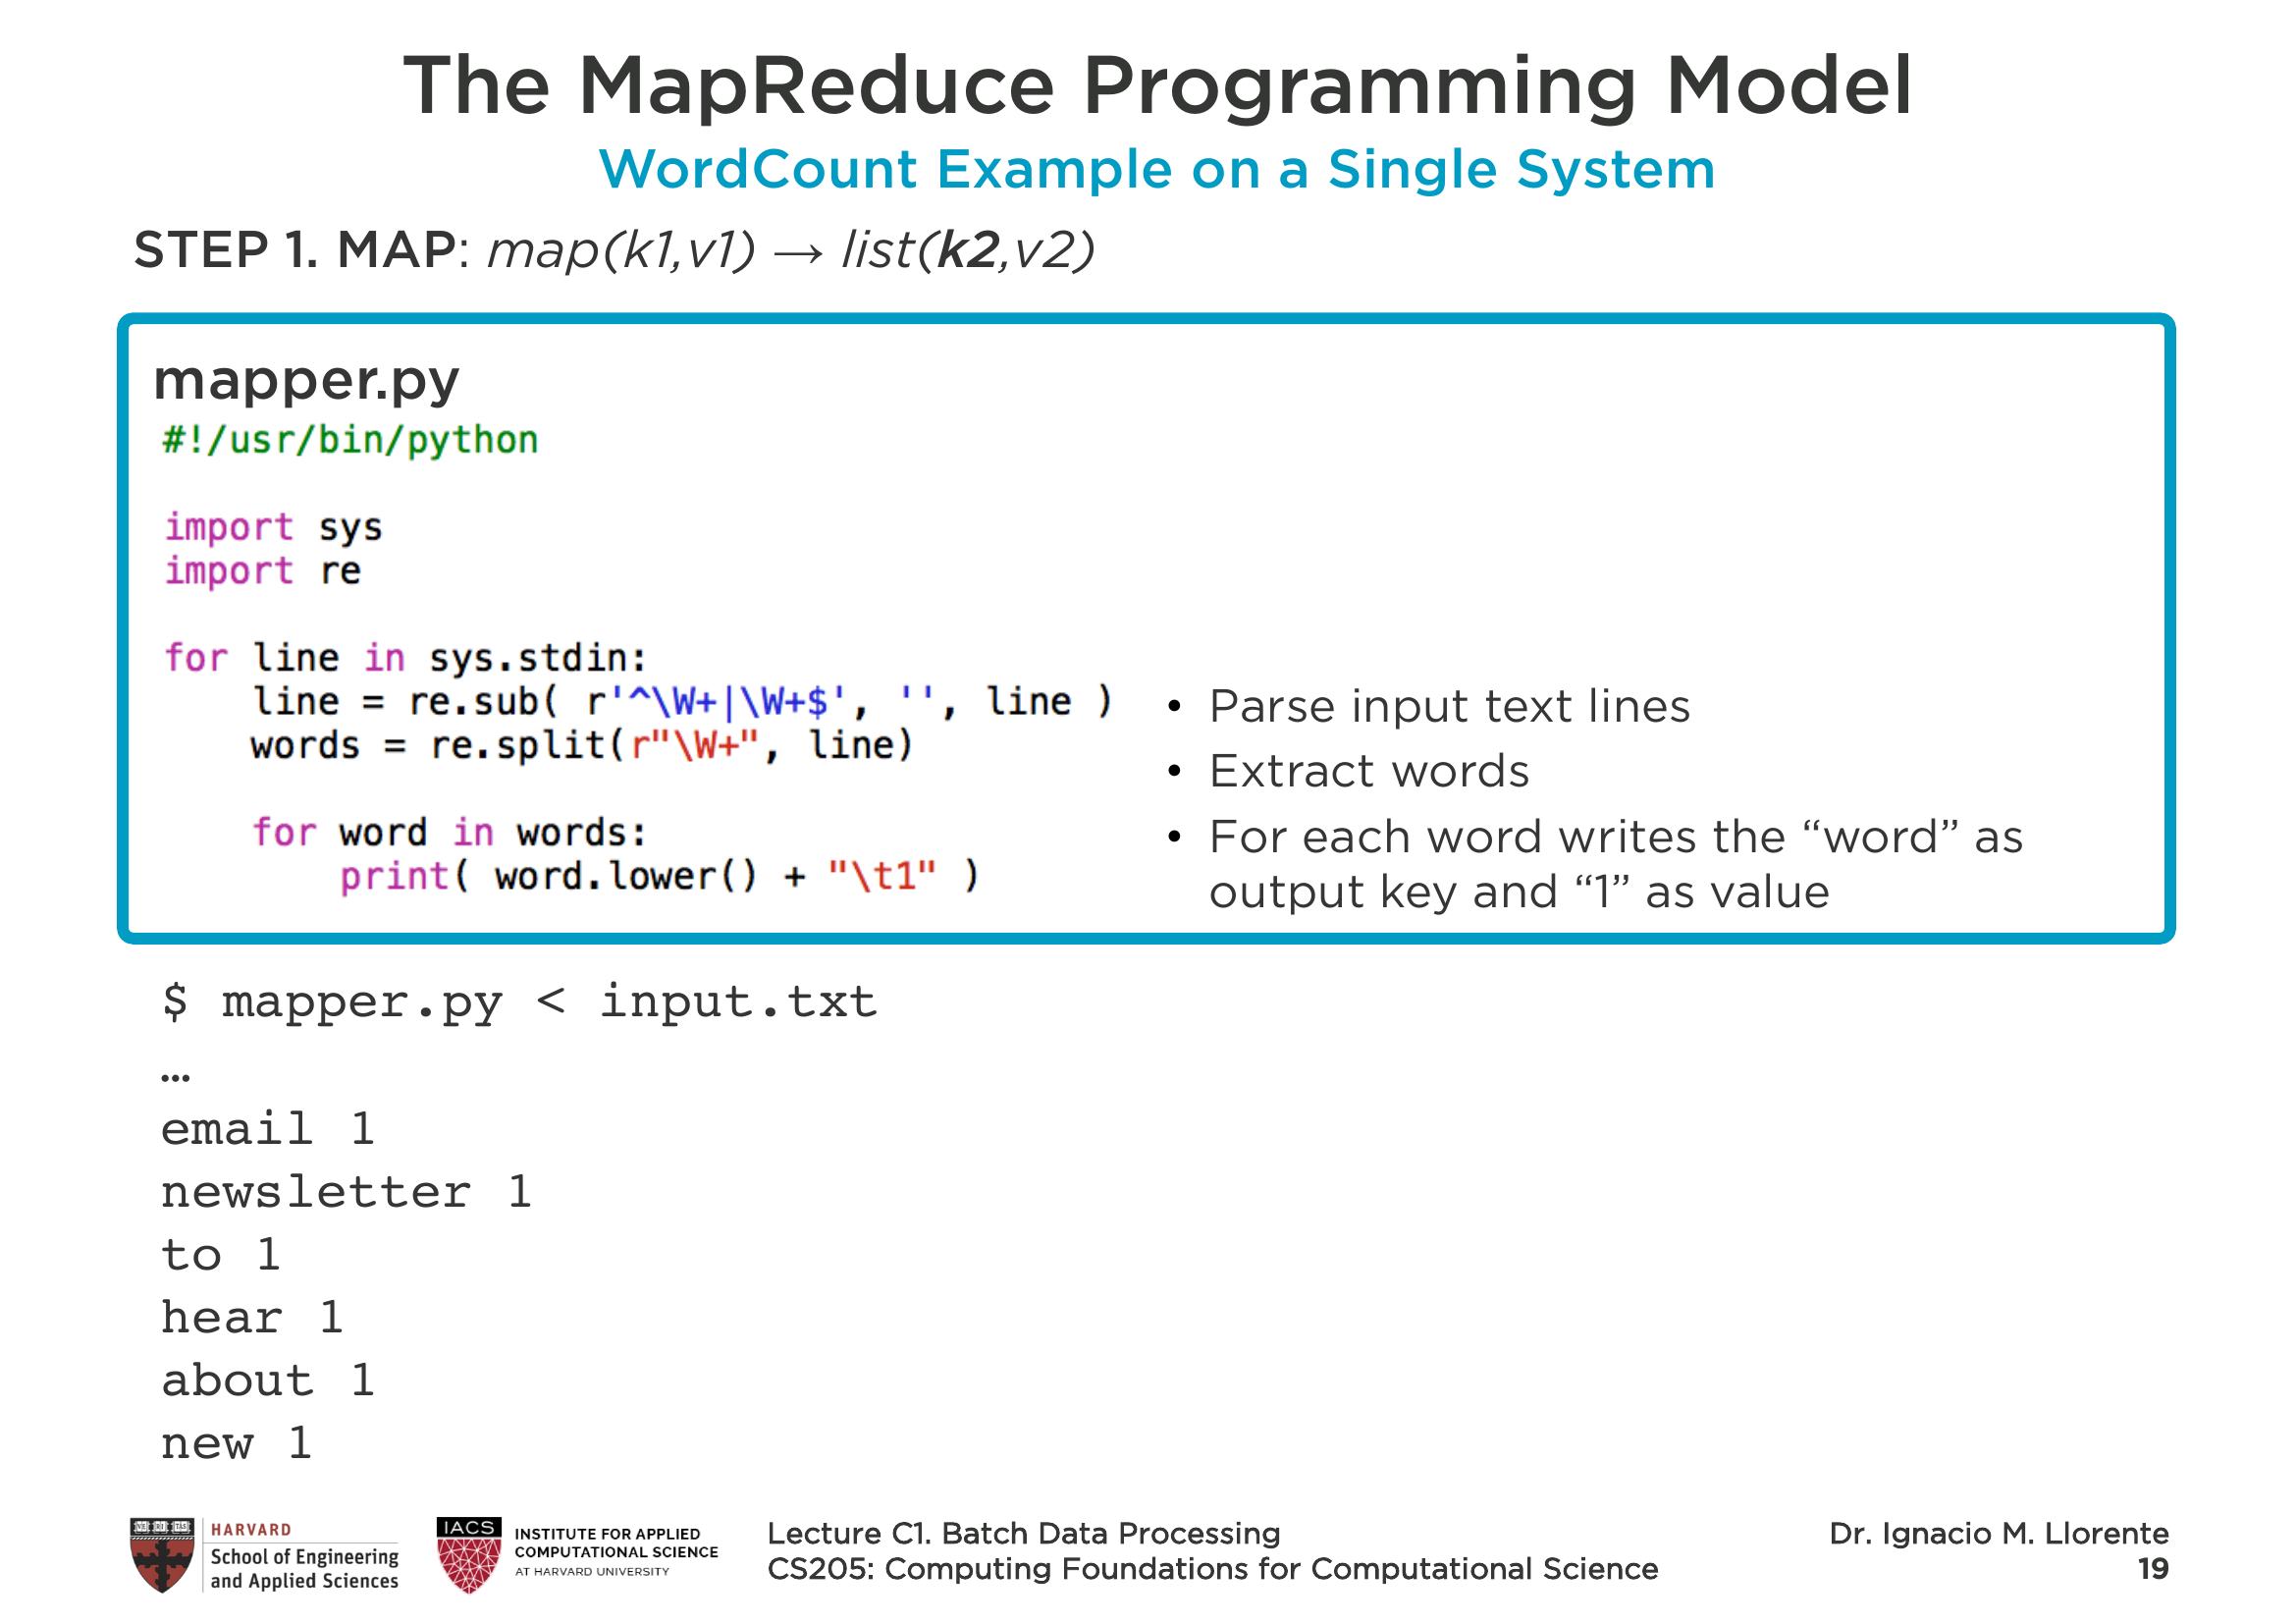 The MapReduce Programming Model
WordCount Example on a Single System
STEP 1. MAP: map(k1,v1) → list(k2,v2)
mapper.py
#!/usr/bin/python
import sys
import re
for line in sys.stdin:
    line = re.sub( r'^\W+|\W+$', '', line )
    words = re.split(r"\W+", line)
    for word in words:
        print( word.lower() + "\t1" )
• Parse input text lines
• Extract words
• For each word writes the “word” as
output key and “1” as value
$ mapper.py < input.txt
…
email 1
newsletter 1
to 1
hear 1
about 1
new 1
VE RI TAS
HARVARD
School of Engineering
and Applied Sciences
IACS
INSTITUTE FOR APPLIED
COMPUTATIONAL SCIENCE
AT HARVARD UNIVERSITY
Lecture C1. Batch Data Processing
CS205: Computing Foundations for Computational Science
Dr. Ignacio M. Llorente
19